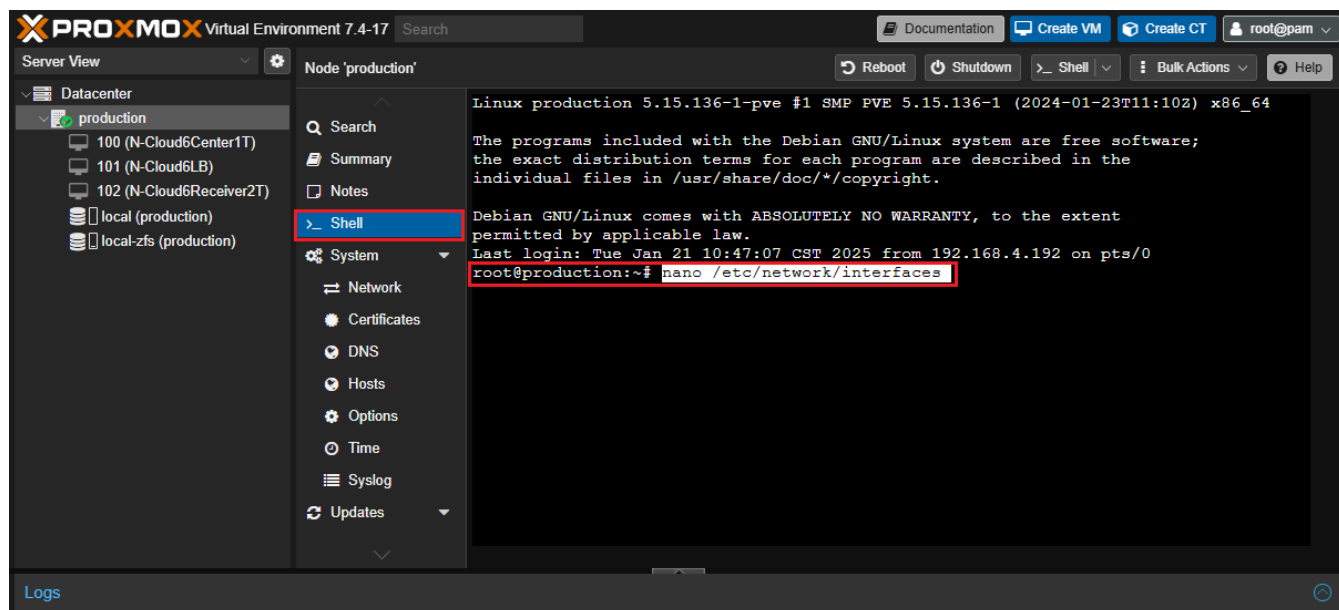 PROXMOX Virtual Environment 7.4-17 Search
Documentation Create VM Create CT root@pam
Server View
Datacenter
production
100 (N-Cloud6Center1T)
101 (N-Cloud6LB)
102 (N-Cloud6Receiver2T)
local (production)
local-zfs (production)
Node 'production'
Reboot Shutdown >_ Shell Bulk Actions Help
Search
Summary
Notes
>_ Shell
System
Network
Certificates
DNS
Hosts
Options
Time
Syslog
Updates
Linux production 5.15.136-1-pve #1 SMP PVE 5.15.136-1 (2024-01-23T11:10Z) x86_64
The programs included with the Debian GNU/Linux system are free software;
the exact distribution terms for each program are described in the
individual files in /usr/share/doc/*/copyright.
Debian GNU/Linux comes with ABSOLUTELY NO WARRANTY, to the extent
permitted by applicable law.
Last login: Tue Jan 21 10:47:07 CST 2025 from 192.168.4.192 on pts/0
root@production:~# nano /etc/network/interfaces
Logs